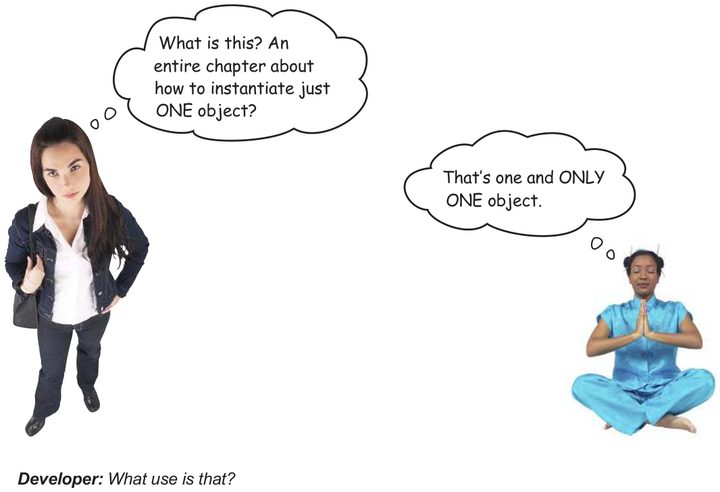 What is this? An
entire chapter about
how to instantiate just
ONE object?
That's one and ONLY
ONE object.
Developer: What use is that?